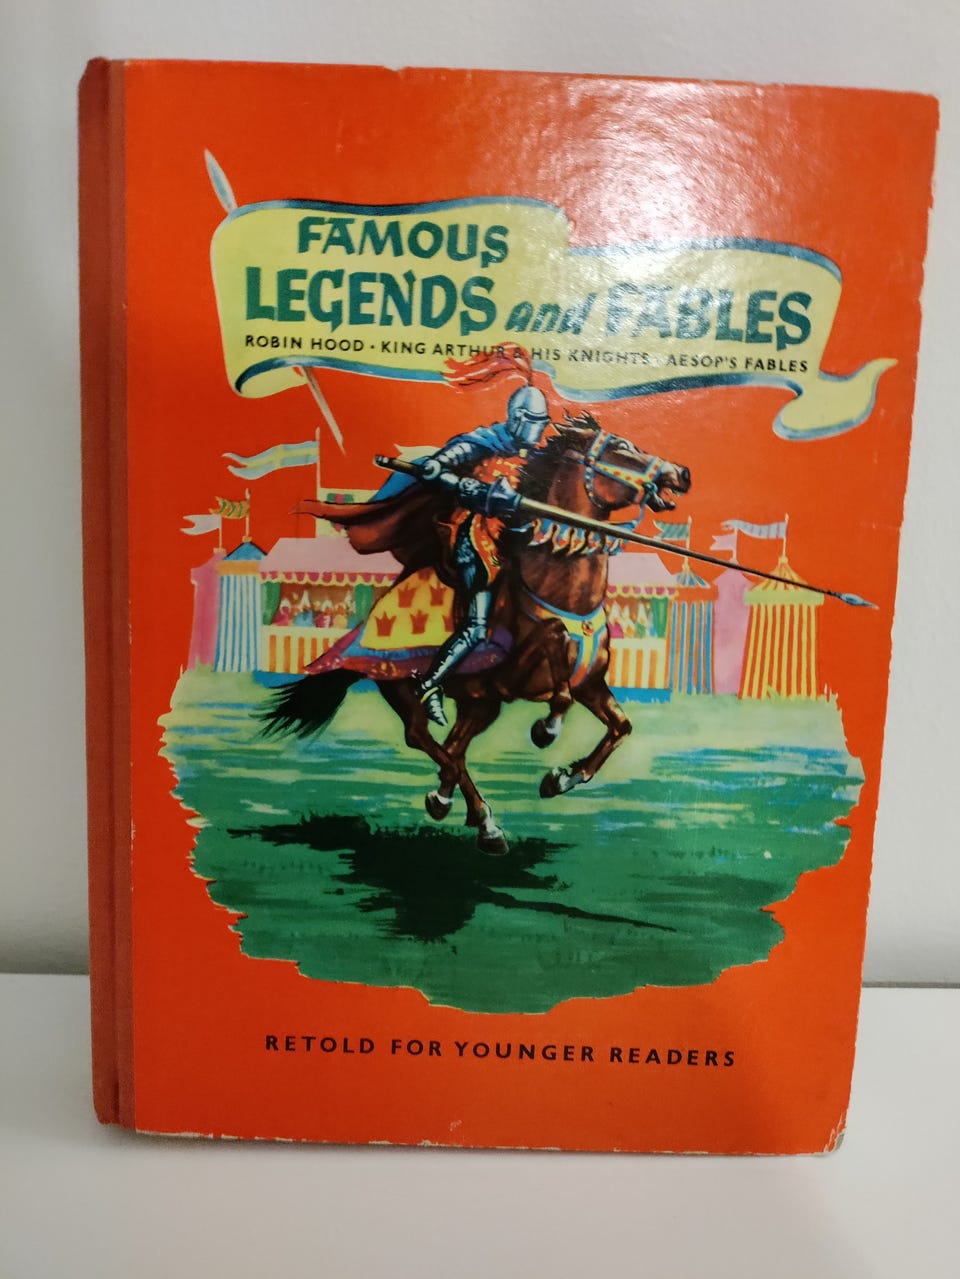 FAMOUS
LEGENDS and FABLES
ROBIN HOOD · KING ARTHUR & HIS KNIGHTS · AESOP'S FABLES
RETOLD FOR YOUNGER READERS